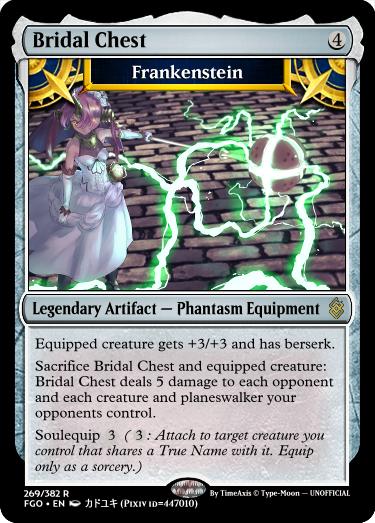 Bridal Chest 4
Frankenstein
Legendary Artifact — Phantasm Equipment
Equipped creature gets +3/+3 and has berserk.
Sacrifice Bridal Chest and equipped creature:
Bridal Chest deals 5 damage to each opponent
and each creature and planeswalker your
opponents control.
Soulequip 3 ( 3 : Attach to target creature you
control that shares a True Name with it. Equip
only as a sorcery.)
269/382 R
FGO • EN カドユキ (PIXIV ID=447010)
By TimeAxis © Type-Moon — UNOFFICIAL